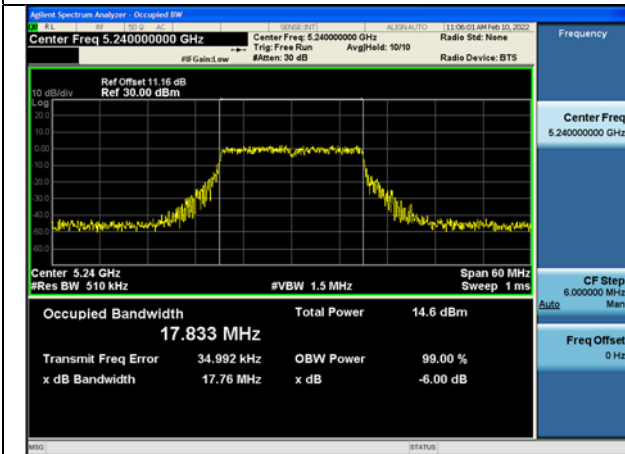 Agilent Spectrum Analyzer - Occupied BW
RL RF 50 Ω AC SENSE:INT ALIGN AUTO 11:06:01 AM Feb 10, 2022
Center Freq 5.240000000 GHz Center Freq: 5.240000000 GHz Radio Std: None
Trig: Free Run Avg|Hold: 10/10
#IFGain:Low #Atten: 30 dB Radio Device: BTS
Frequency
Ref Offset 11.16 dB
10 dB/div Ref 30.00 dBm
Log
20.0
10.0
0.00
-10.0
-20.0
-30.0
-40.0
-50.0
-60.0
Center 5.24 GHz Span 60 MHz
#Res BW 510 kHz #VBW 1.5 MHz Sweep 1 ms
Center Freq
5.240000000 GHz
CF Step
6.000000 MHz
Auto Man
Freq Offset
0 Hz
Occupied Bandwidth Total Power 14.6 dBm
17.833 MHz
Transmit Freq Error 34.992 kHz OBW Power 99.00 %
x dB Bandwidth 17.76 MHz x dB -6.00 dB
MSG STATUS